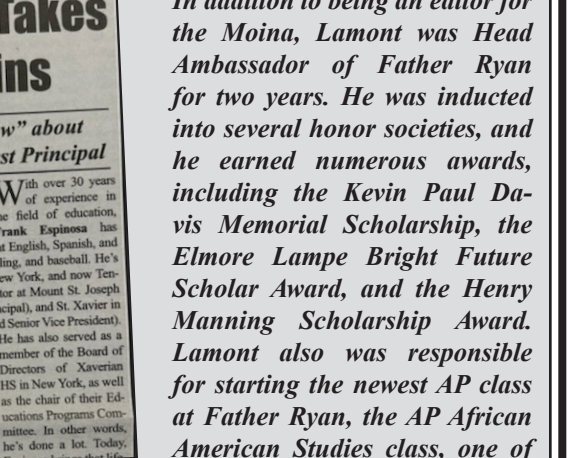 Takes
ins
w" about
st Principal
With over 30 years
of experience in
he field of education,
rank Espinosa has
t English, Spanish, and
ling, and baseball. He's
ew York, and now Ten-
tor at Mount St. Joseph
cipal), and St. Xavier in
d Senior Vice President).
He has also served as a
member of the Board of
Directors of Xaverian
HS in New York, as well
as the chair of their Ed-
ucations Programs Com-
mittee. In other words,
he's done a lot. Today,
In addition to being an editor for
the Moina, Lamont was Head
Ambassador of Father Ryan
for two years. He was inducted
into several honor societies, and
he earned numerous awards,
including the Kevin Paul Da-
vis Memorial Scholarship, the
Elmore Lampe Bright Future
Scholar Award, and the Henry
Manning Scholarship Award.
Lamont also was responsible
for starting the newest AP class
at Father Ryan, the AP African
American Studies class, one of